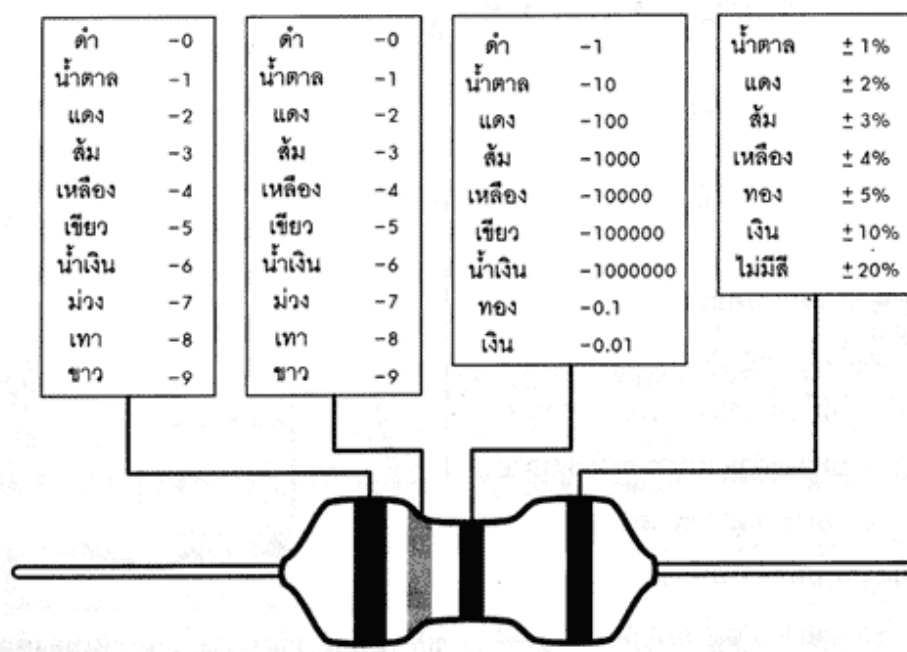 ดำ -0
น้ำตาล -1
แดง -2
ส้ม -3
เหลือง -4
เขียว -5
น้ำเงิน -6
ม่วง -7
เทา -8
ขาว -9
ดำ -0
น้ำตาล -1
แดง -2
ส้ม -3
เหลือง -4
เขียว -5
น้ำเงิน -6
ม่วง -7
เทา -8
ขาว -9
ดำ -1
น้ำตาล -10
แดง -100
ส้ม -1000
เหลือง -10000
เขียว -100000
น้ำเงิน -1000000
ทอง -0.1
เงิน -0.01
น้ำตาล ± 1%
แดง ± 2%
ส้ม ± 3%
เหลือง ± 4%
ทอง ± 5%
เงิน ± 10%
ไม่มีสี ± 20%